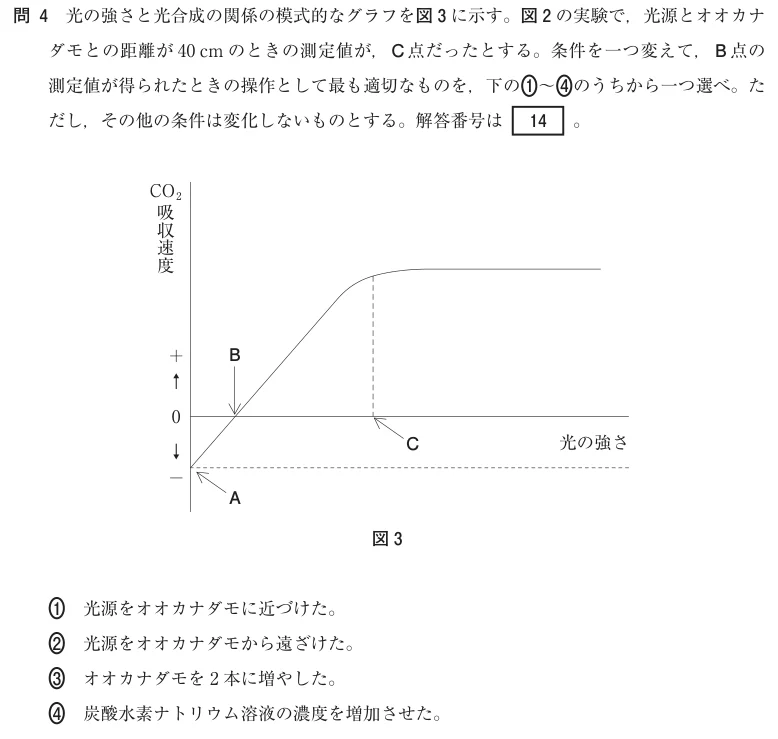 問 4 光の強さと光合成の関係の模式的なグラフを図 3 に示す。図 2 の実験で，光源とオオカナ
ダモとの距離が 40 cm のときの測定値が，C 点だったとする。条件を一つ変えて，B 点の
測定値が得られたときの操作として最も適切なものを，下の①～④のうちから一つ選べ。た
だし，その他の条件は変化しないものとする。解答番号は 14 。
CO₂
吸収速度
＋
↑
B
0
↓
C
光の強さ
－
A
図 3
① 光源をオオカナダモに近づけた。
② 光源をオオカナダモから遠ざけた。
③ オオカナダモを 2 本に増やした。
④ 炭酸水素ナトリウム溶液の濃度を増加させた。